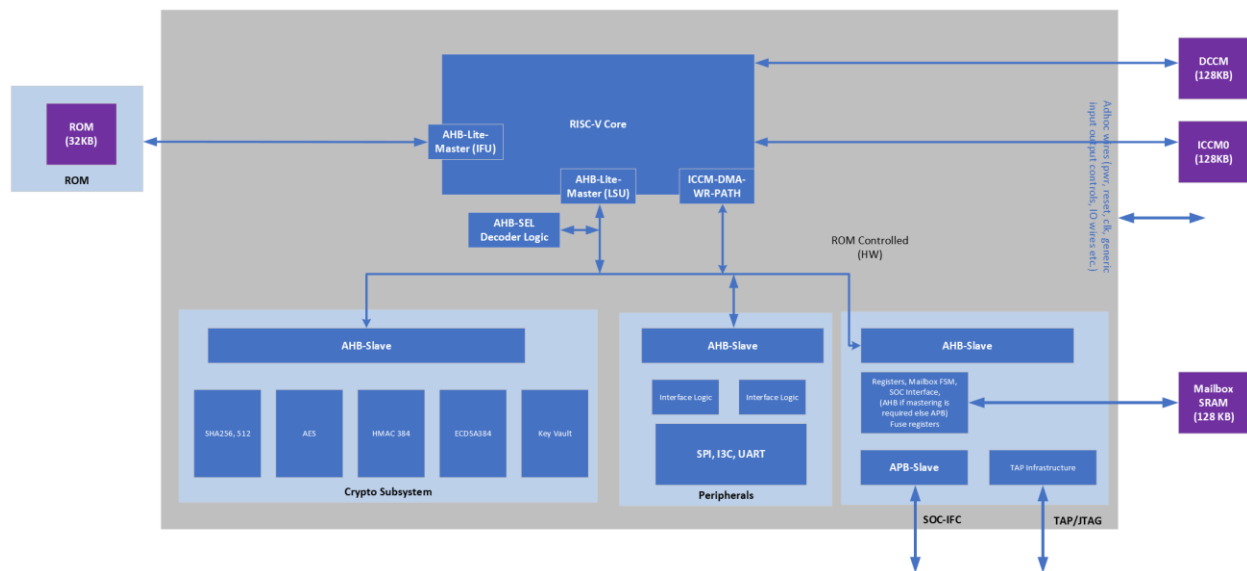 DCCM
(128KB)
RISC-V Core
ROM
(32KB)
ROM
AHB-Lite-
Master (IFU)
ICCM0
(128KB)
Adhoc wires (pwr, reset, clk, generic
input output controls, IO wires etc.)
AHB-Lite-
Master (LSU)
ICCM-DMA-
WR-PATH
AHB-SEL
Decoder Logic
ROM Controlled
(HW)
AHB-Slave
AHB-Slave
AHB-Slave
SHA256, 512
AES
HMAC 384
ECDSA384
Key Vault
Crypto Subsystem
Interface Logic
Interface Logic
SPI, I3C, UART
Peripherals
Registers, Mailbox FSM,
SOC Interface,
(AHB if mastering is
required else APB)
Fuse registers
Mailbox
SRAM
(128 KB)
APB-Slave
TAP Infrastructure
SOC-IFC
TAP/JTAG